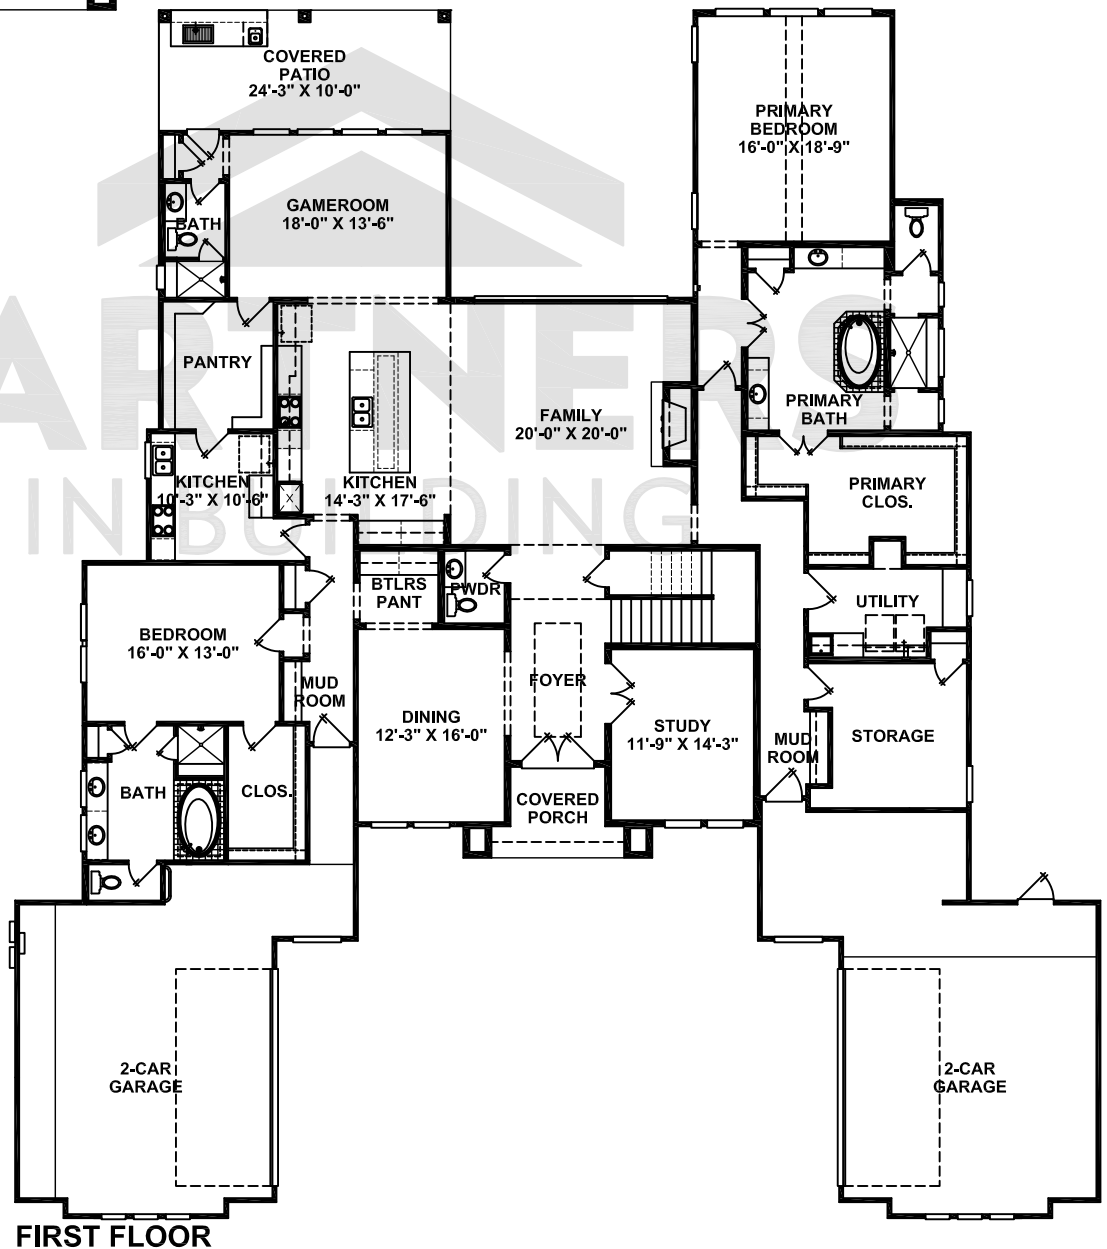 COVERED
PATIO
24'-3" X 10'-0"
PRIMARY
BEDROOM
16'-0" X 18'-9"
GAMEROOM
18'-0" X 13'-6"
BATH
PANTRY
FAMILY
20'-0" X 20'-0"
PRIMARY
BATH
KITCHEN
10'-3" X 10'-6"
KITCHEN
14'-3" X 17'-6"
PRIMARY
CLOS.
BTLRS
PANT
PWDR
UTILITY
BEDROOM
16'-0" X 13'-0"
MUD
ROOM
FOYER
DINING
12'-3" X 16'-0"
STUDY
11'-9" X 14'-3"
MUD
ROOM
STORAGE
BATH
CLOS.
COVERED
PORCH
2-CAR
GARAGE
2-CAR
GARAGE
FIRST FLOOR
ARTNERS
IN BUILDING